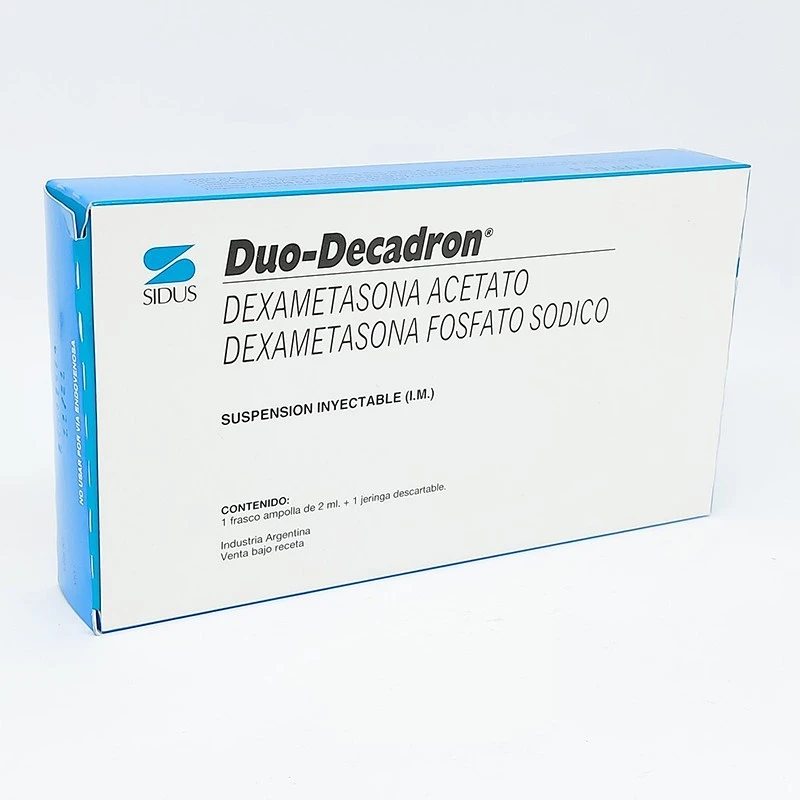 SIDUS
Duo-Decadron®
DEXAMETASONA ACETATO
DEXAMETASONA FOSFATO SODICO
SUSPENSION INYECTABLE (I.M.)
CONTENIDO:
1 frasco ampolla de 2 ml. + 1 jeringa descartable.
Industria Argentina
Venta bajo receta
NO USAR POR VIA ENDOVENOSA